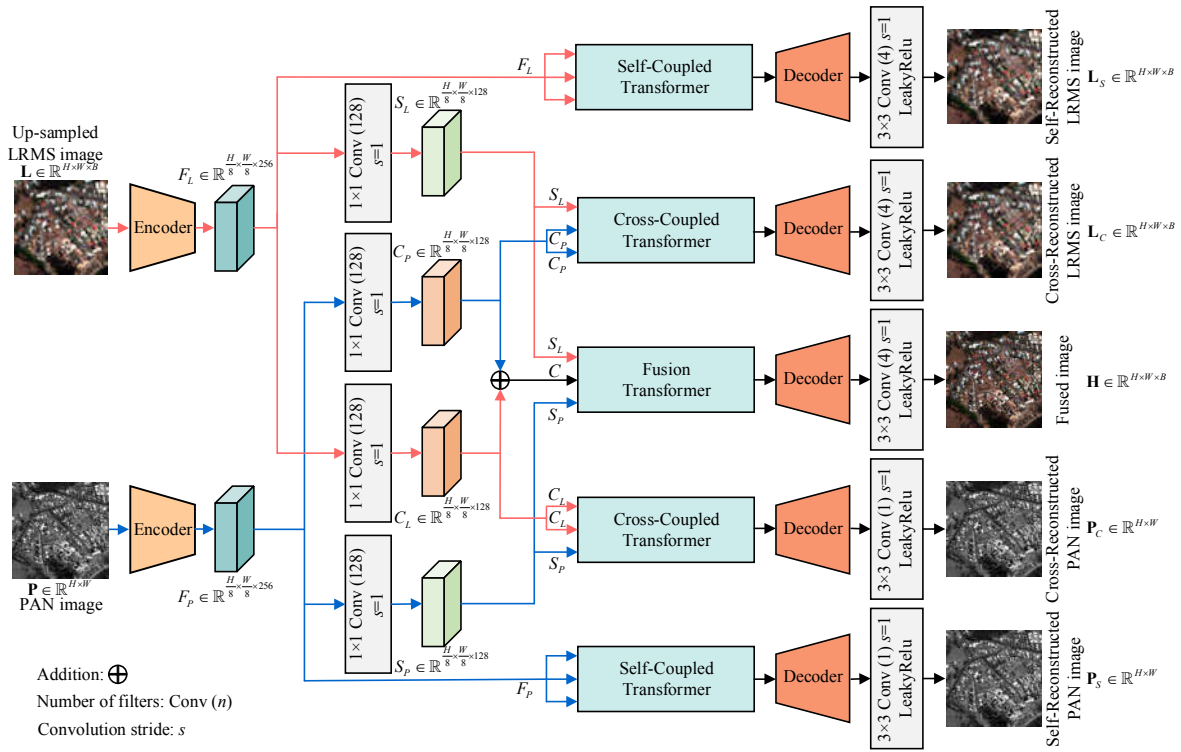 Up-sampled
LRMS image
𝐋 ∈ ℝ^{H×W×B}
Encoder
F_L ∈ ℝ^{H/8×W/8×256}
P ∈ ℝ^{H×W}
PAN image
Encoder
F_P ∈ ℝ^{H/8×W/8×256}
Addition: ⊕
Number of filters: Conv (n)
Convolution stride: s
1×1 Conv (128)
s=1
S_L ∈ ℝ^{H/8×W/8×128}
1×1 Conv (128)
s=1
C_P ∈ ℝ^{H/8×W/8×128}
1×1 Conv (128)
s=1
C_L ∈ ℝ^{H/8×W/8×128}
1×1 Conv (128)
s=1
S_P ∈ ℝ^{H/8×W/8×128}
F_L
Self-Coupled
Transformer
Decoder
3×3 Conv (4) s=1
LeakyRelu
Self-Reconstructed
LRMS image
L_S ∈ ℝ^{H×W×B}
S_L
C_P
C_P
Cross-Coupled
Transformer
Decoder
3×3 Conv (4) s=1
LeakyRelu
Cross-Reconstructed
LRMS image
L_C ∈ ℝ^{H×W×B}
S_L
C
S_P
Fusion
Transformer
Decoder
3×3 Conv (4) s=1
LeakyRelu
Fused image
H ∈ ℝ^{H×W×B}
C_L
C_L
S_P
Cross-Coupled
Transformer
Decoder
3×3 Conv (1) s=1
LeakyRelu
Cross-Reconstructed
PAN image
P_C ∈ ℝ^{H×W}
F_P
Self-Coupled
Transformer
Decoder
3×3 Conv (1) s=1
LeakyRelu
Self-Reconstructed
PAN image
P_S ∈ ℝ^{H×W}